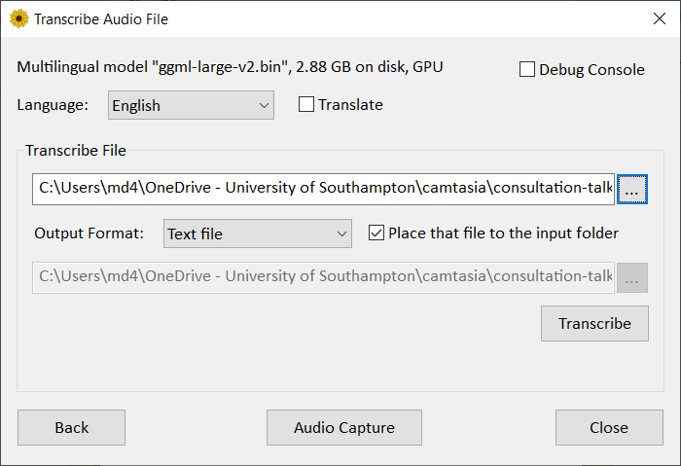 Transcribe Audio File
Multilingual model "ggml-large-v2.bin", 2.88 GB on disk, GPU
Debug Console
Language: English Translate
Transcribe File
C:\Users\md4\OneDrive - University of Southampton\camtasia\consultation-talk ...
Output Format: Text file Place that file to the input folder
C:\Users\md4\OneDrive - University of Southampton\camtasia\consultation-talk ...
Transcribe
Back Audio Capture Close